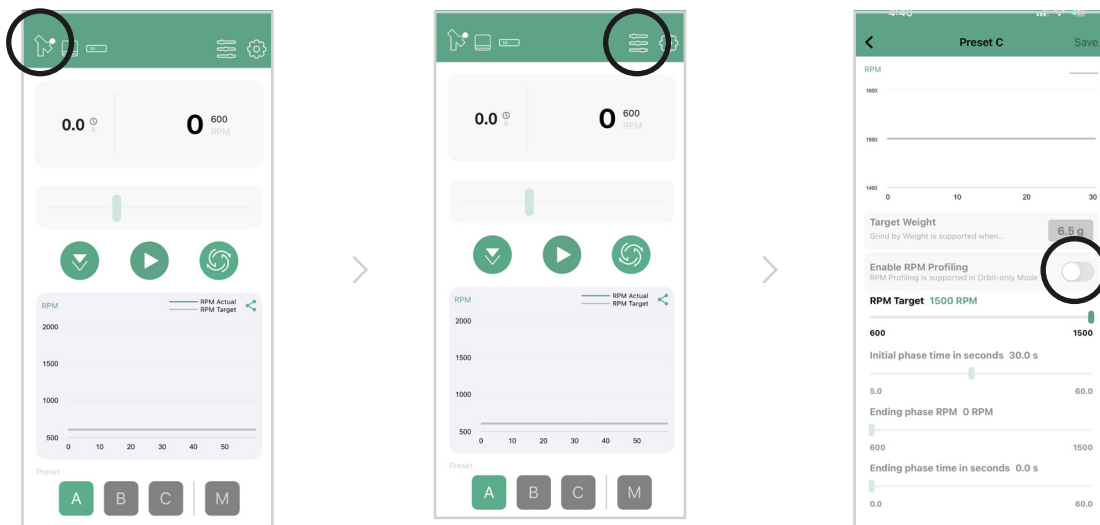 0.0 s
0 600
RPM
RPM
RPM Actual
RPM Target
2000
1500
1000
500
0 10 20 30 40 50
Preset
A B C M
0.0 s
0 600
RPM
RPM
RPM Actual
RPM Target
2000
1500
1000
500
0 10 20 30 40 50
Preset
A B C M
4:40
Preset C Save
RPM
1600
1500
1400
0 10 20 30
Target Weight
6.5 g
Grind by Weight is supported when...
Enable RPM Profiling
RPM Profiling is supported in Orbit-only Mode
RPM Target 1500 RPM
600 1500
Initial phase time in seconds 30.0 s
5.0 60.0
Ending phase RPM 0 RPM
600 1500
Ending phase time in seconds 0.0 s
0.0 60.0